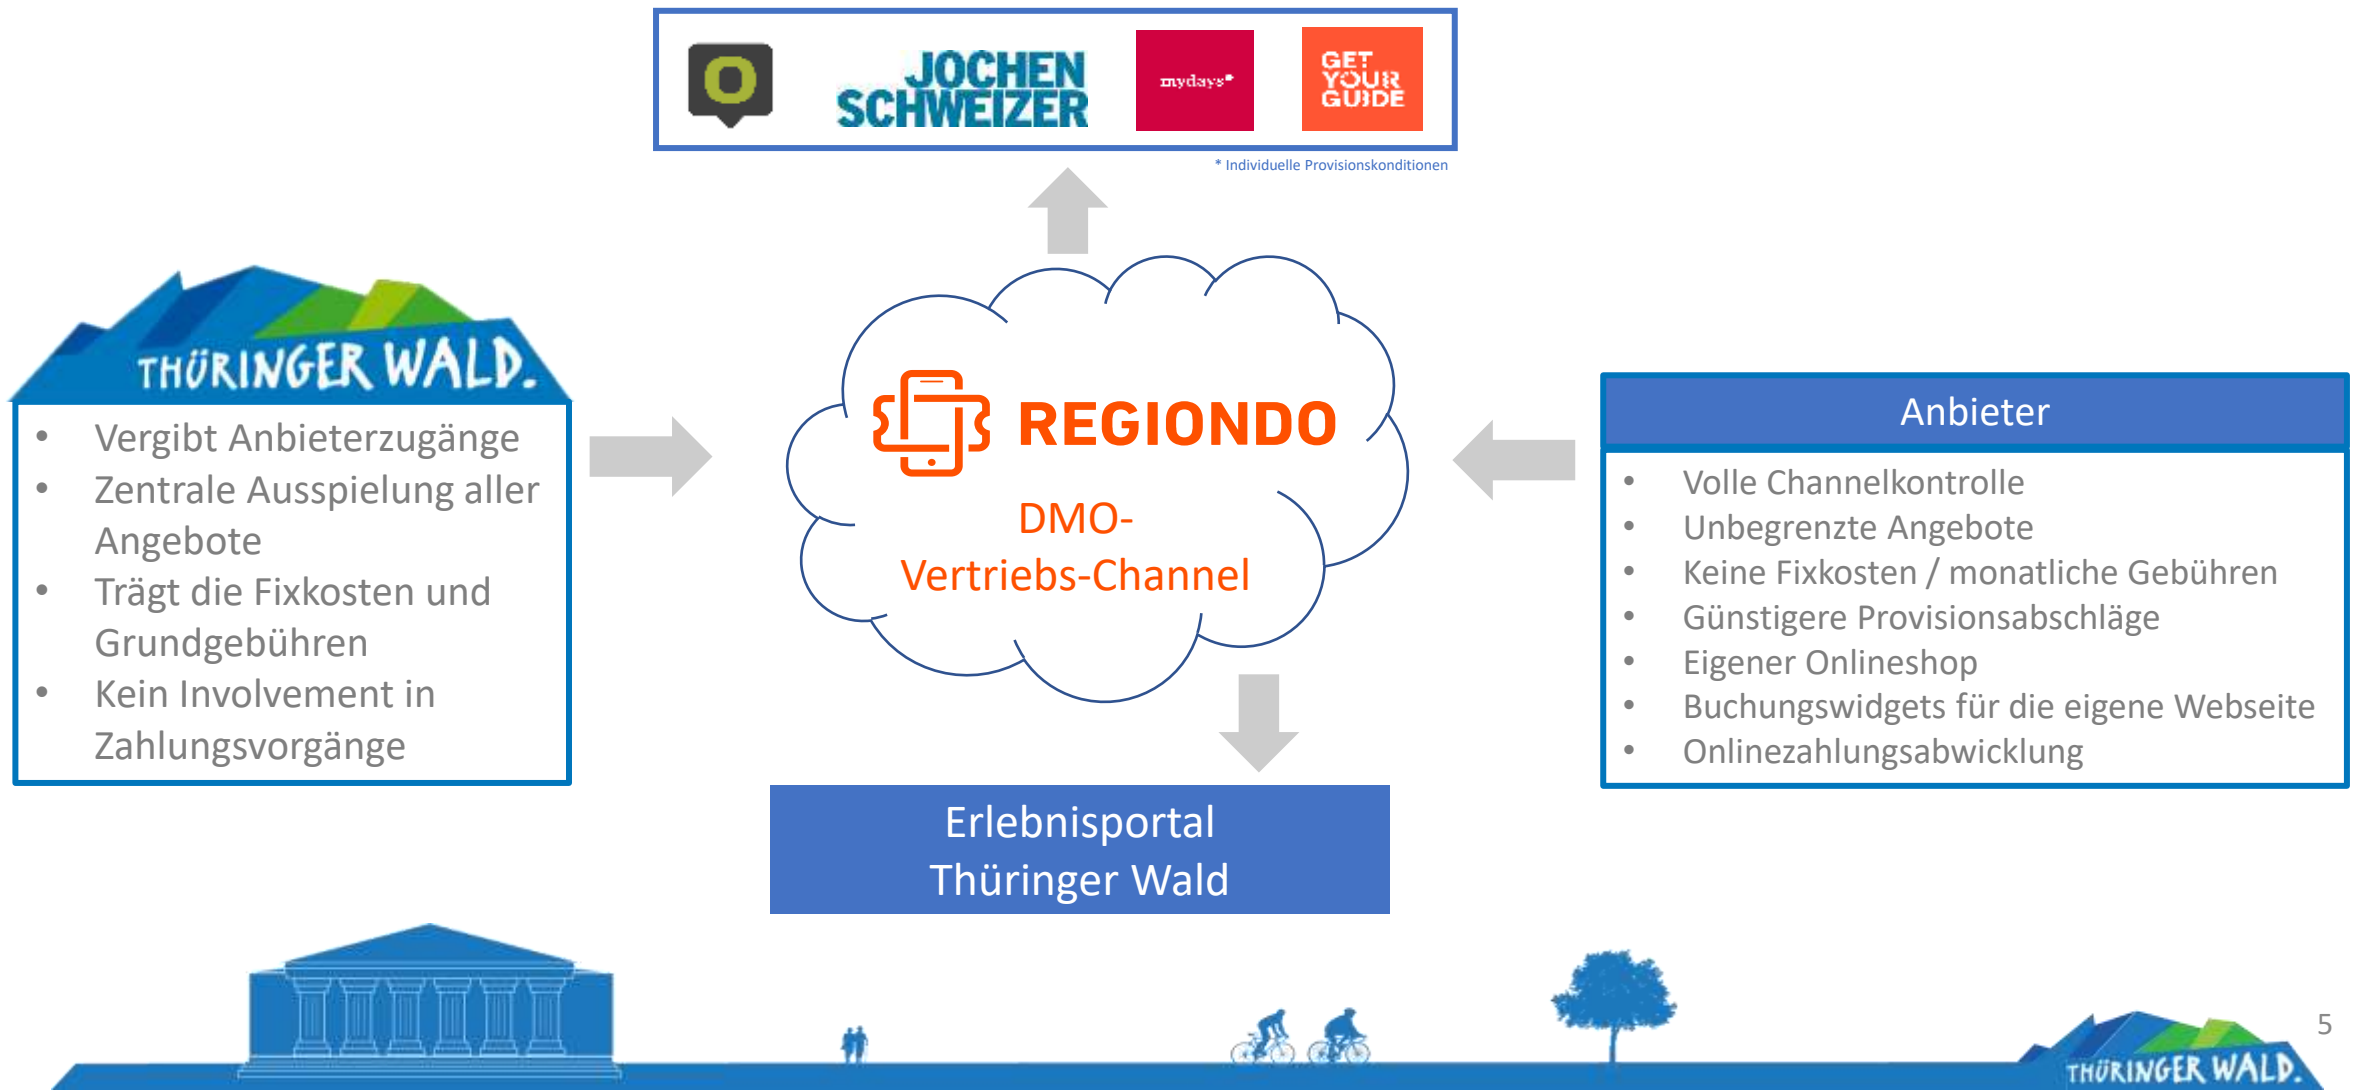 O
JOCHEN
SCHWEIZER
mydays*
GET
YOUR
GUIDE
* Individuelle Provisionskonditionen
THÜRINGER WALD.
• Vergibt Anbieterzugänge
• Zentrale Ausspielung aller
Angebote
• Trägt die Fixkosten und
Grundgebühren
• Kein Involvement in
Zahlungsvorgänge
REGIONDO
DMO-
Vertriebs-Channel
Anbieter
• Volle Channelkontrolle
• Unbegrenzte Angebote
• Keine Fixkosten / monatliche Gebühren
• Günstigere Provisionsabschläge
• Eigener Onlineshop
• Buchungswidgets für die eigene Webseite
• Onlinezahlungsabwicklung
Erlebnisportal
Thüringer Wald
5
THÜRINGER WALD.